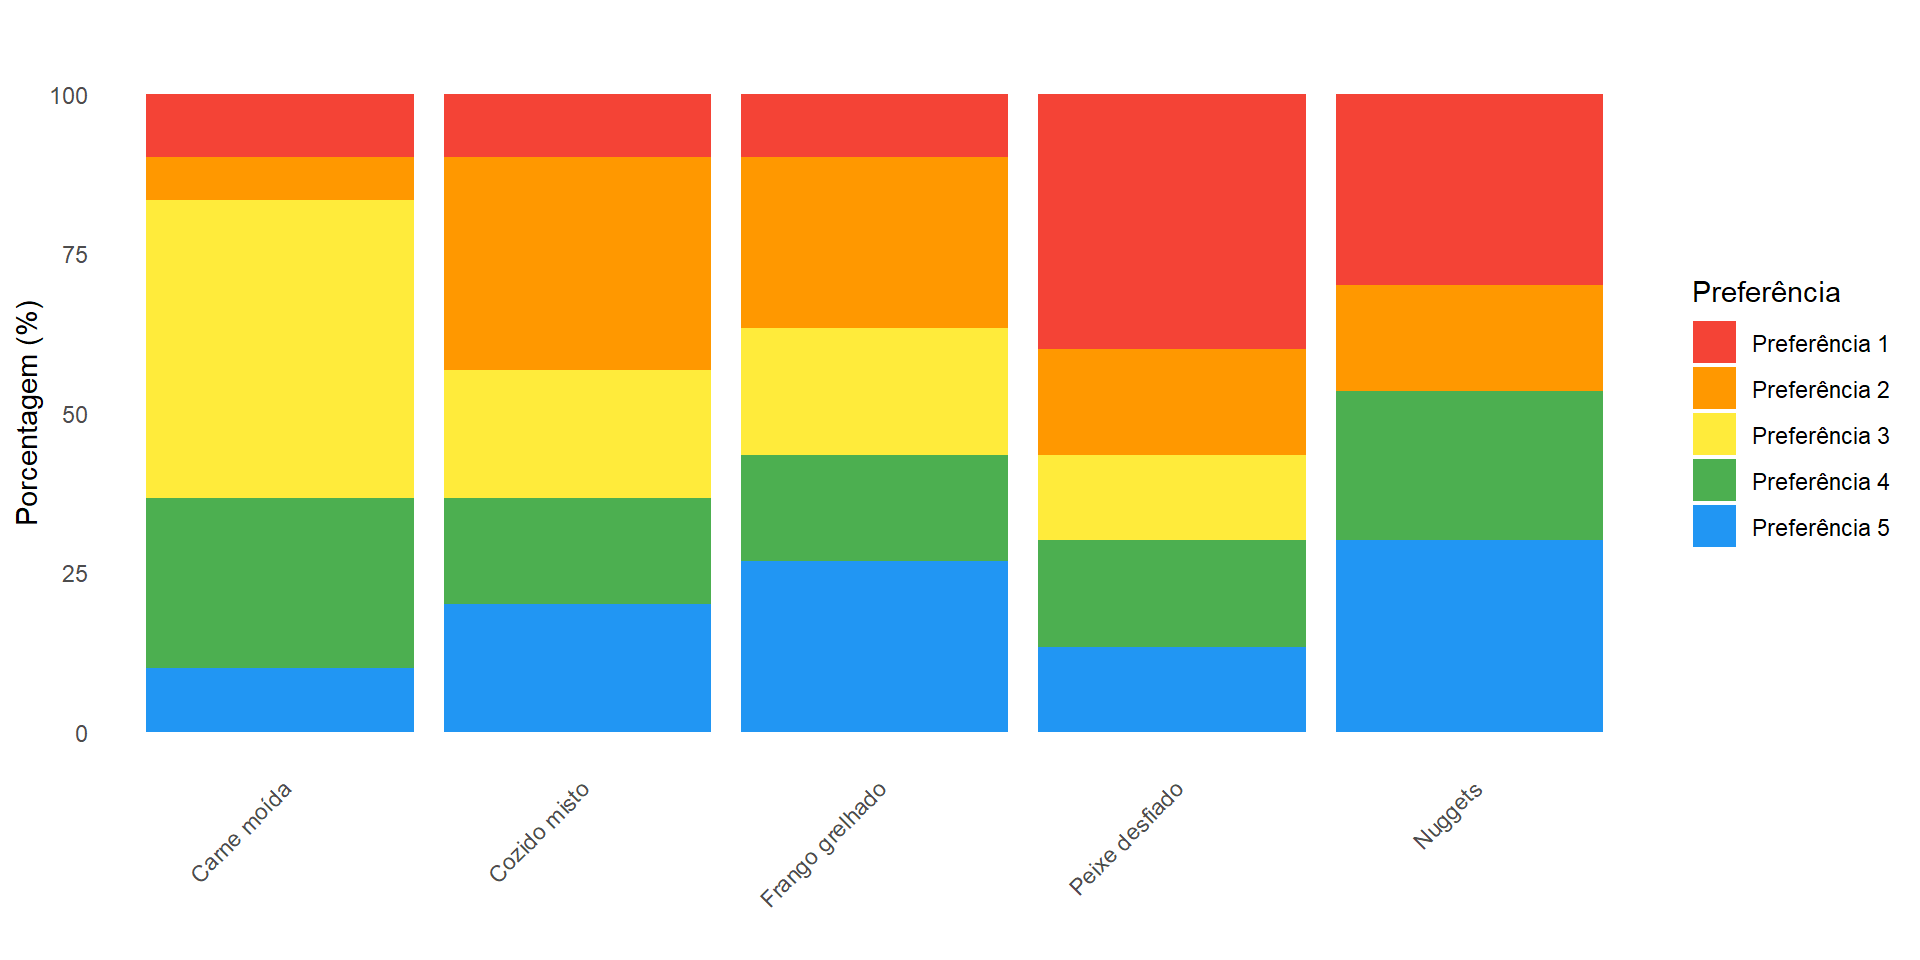 100
75
50
25
0
Porcentagem (%)
Carne moída
Cozido misto
Frango grelhado
Peixe desfiado
Nuggets
Preferência
Preferência 1
Preferência 2
Preferência 3
Preferência 4
Preferência 5